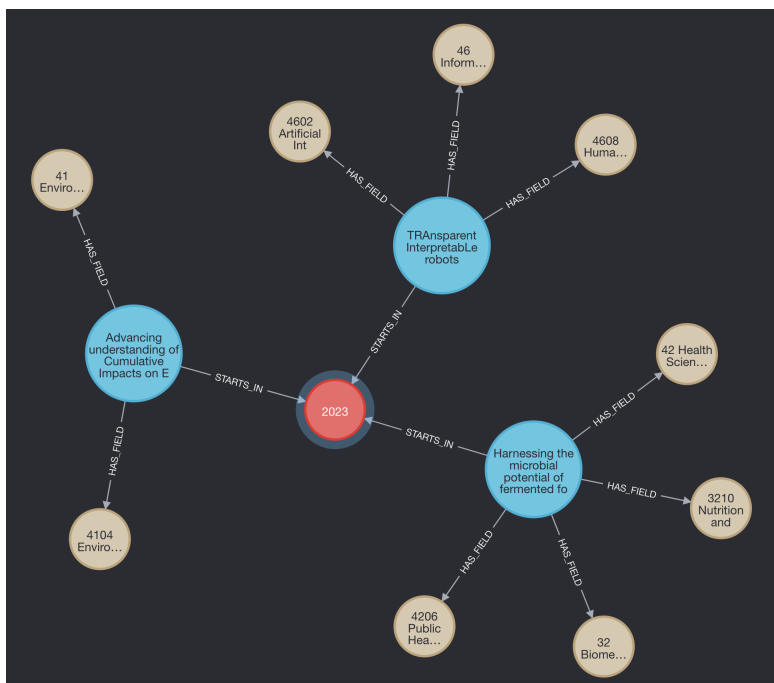 46
Inform…
HAS_FIELD
4602
Artificial
Int
HAS_FIELD
4608
Huma…
HAS_FIELD
TRAnsparent
InterpretabLe
robots
STARTS_IN
41
Enviro…
HAS_FIELD
Advancing
understanding of
Cumulative
Impacts on E
STARTS_IN
HAS_FIELD
4104
Enviro…
2023
STARTS_IN
Harnessing the
microbial
potential of
fermented fo
HAS_FIELD
42 Health
Scien…
HAS_FIELD
3210
Nutrition
and
HAS_FIELD
4206
Public
Hea…
HAS_FIELD
32
Biome…